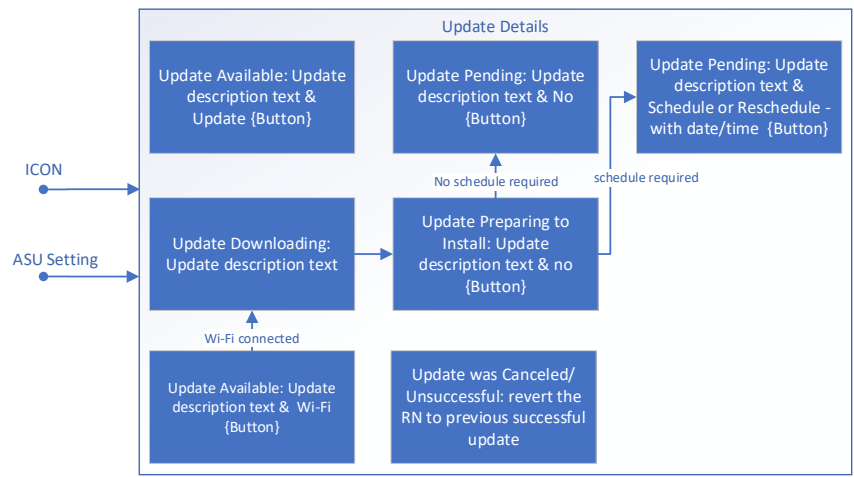 Update Details
Update Available: Update
description text &
Update {Button}
Update Pending: Update
description text & No
{Button}
Update Pending: Update
description text &
Schedule or Reschedule -
with date/time {Button}
ICON
No schedule required
schedule required
ASU Setting
Update Downloading:
Update description text
Update Preparing to
Install: Update
description text & no
{Button}
Wi-Fi connected
Update Available: Update
description text & Wi-Fi
{Button}
Update was Canceled/
Unsuccessful: revert the
RN to previous successful
update